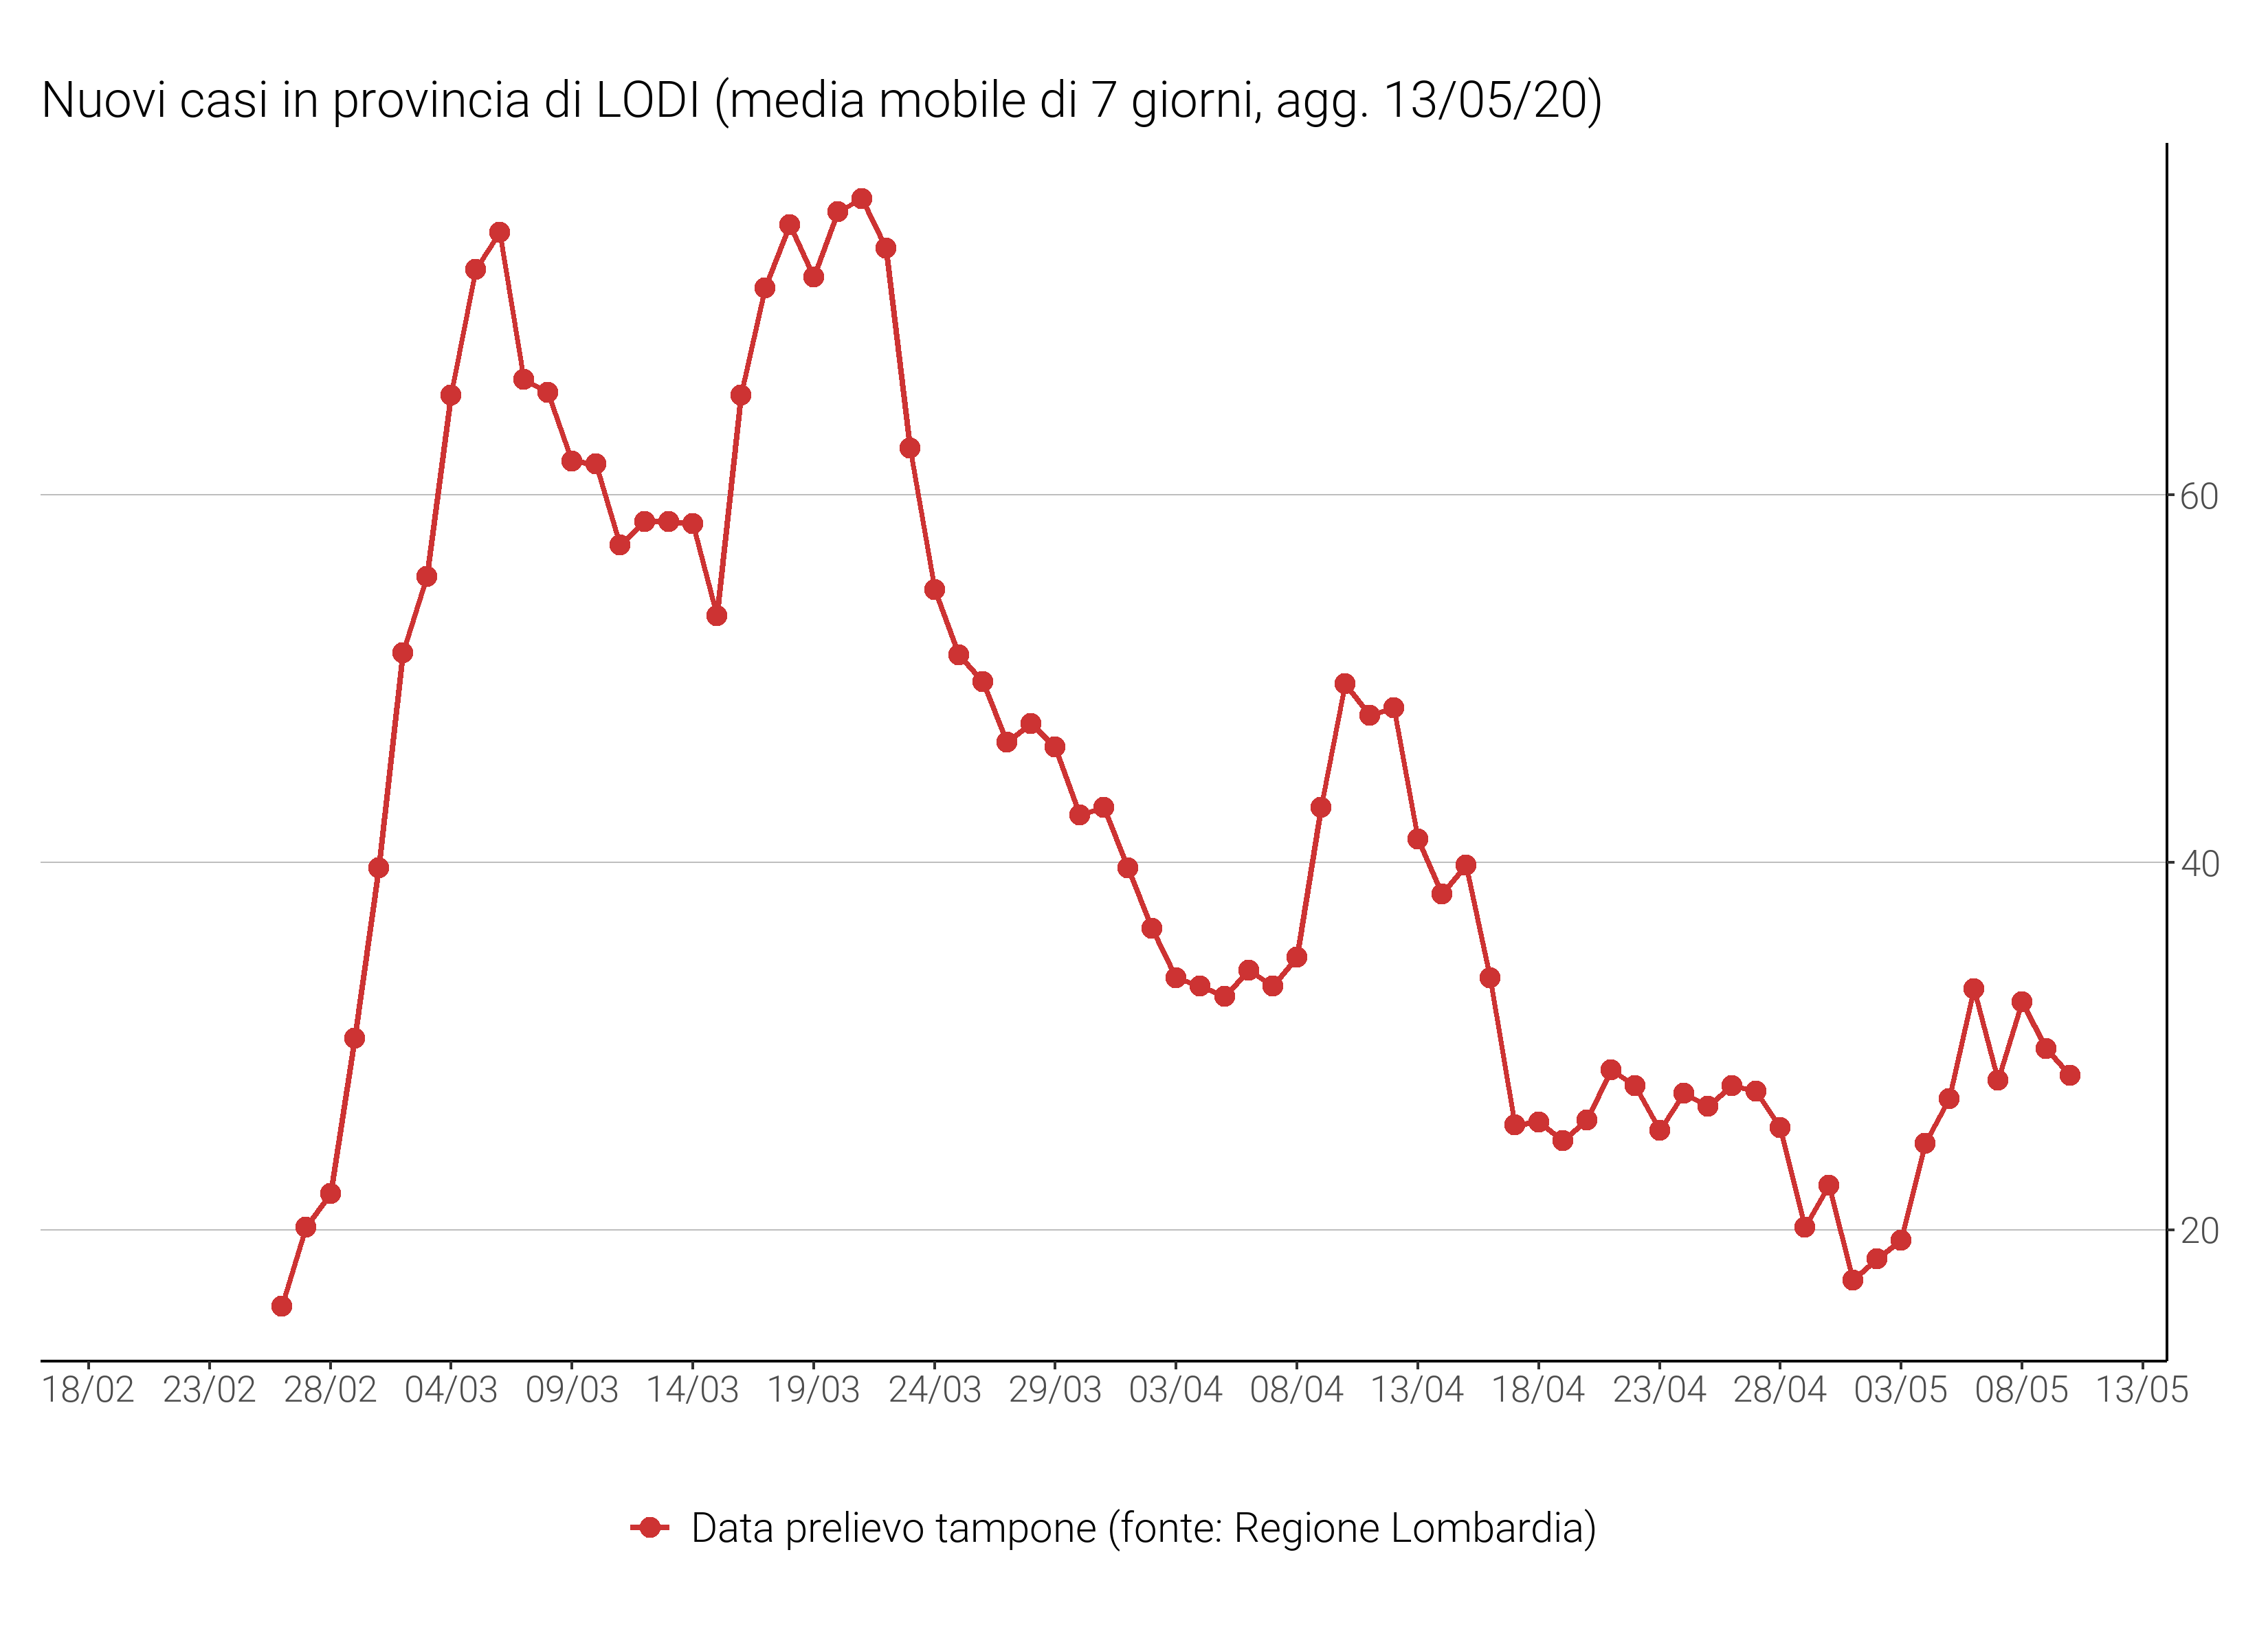 Nuovi casi in provincia di LODI (media mobile di 7 giorni, agg. 13/05/20)
60
40
20
18/02 23/02 28/02 04/03 09/03 14/03 19/03 24/03 29/03 03/04 08/04 13/04 18/04 23/04 28/04 03/05 08/05 13/05
Data prelievo tampone (fonte: Regione Lombardia)